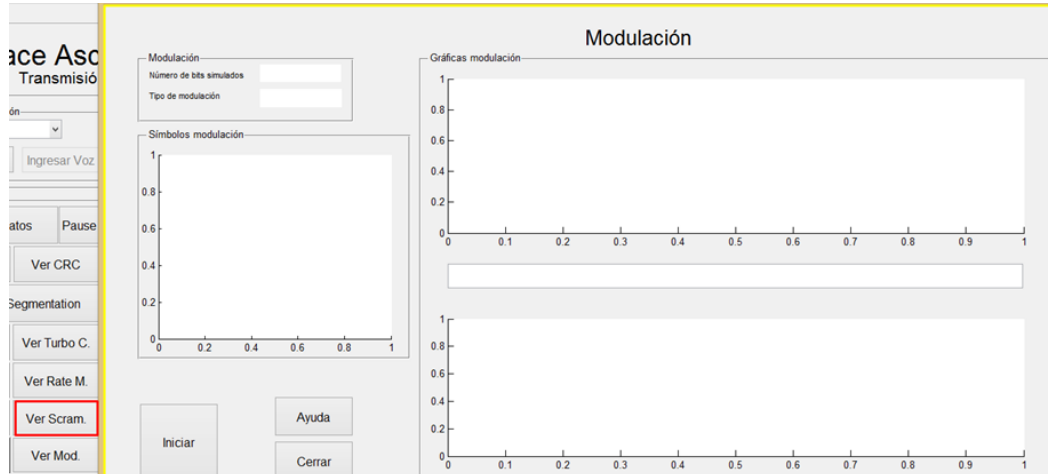 Modulación
ace Asc
Transmisió
ón
Ingresar Voz
atos
Pause
Ver CRC
Segmentation
Ver Turbo C.
Ver Rate M.
Ver Scram.
Ver Mod.
Modulación
Número de bits simulados
Tipo de modulación
Símbolos modulación
1
0.8
0.6
0.4
0.2
0
0 0.2 0.4 0.6 0.8 1
Iniciar
Ayuda
Cerrar
Gráficas modulación
1
0.8
0.6
0.4
0.2
0
0 0.1 0.2 0.3 0.4 0.5 0.6 0.7 0.8 0.9 1
1
0.8
0.6
0.4
0.2
0
0 0.1 0.2 0.3 0.4 0.5 0.6 0.7 0.8 0.9 1